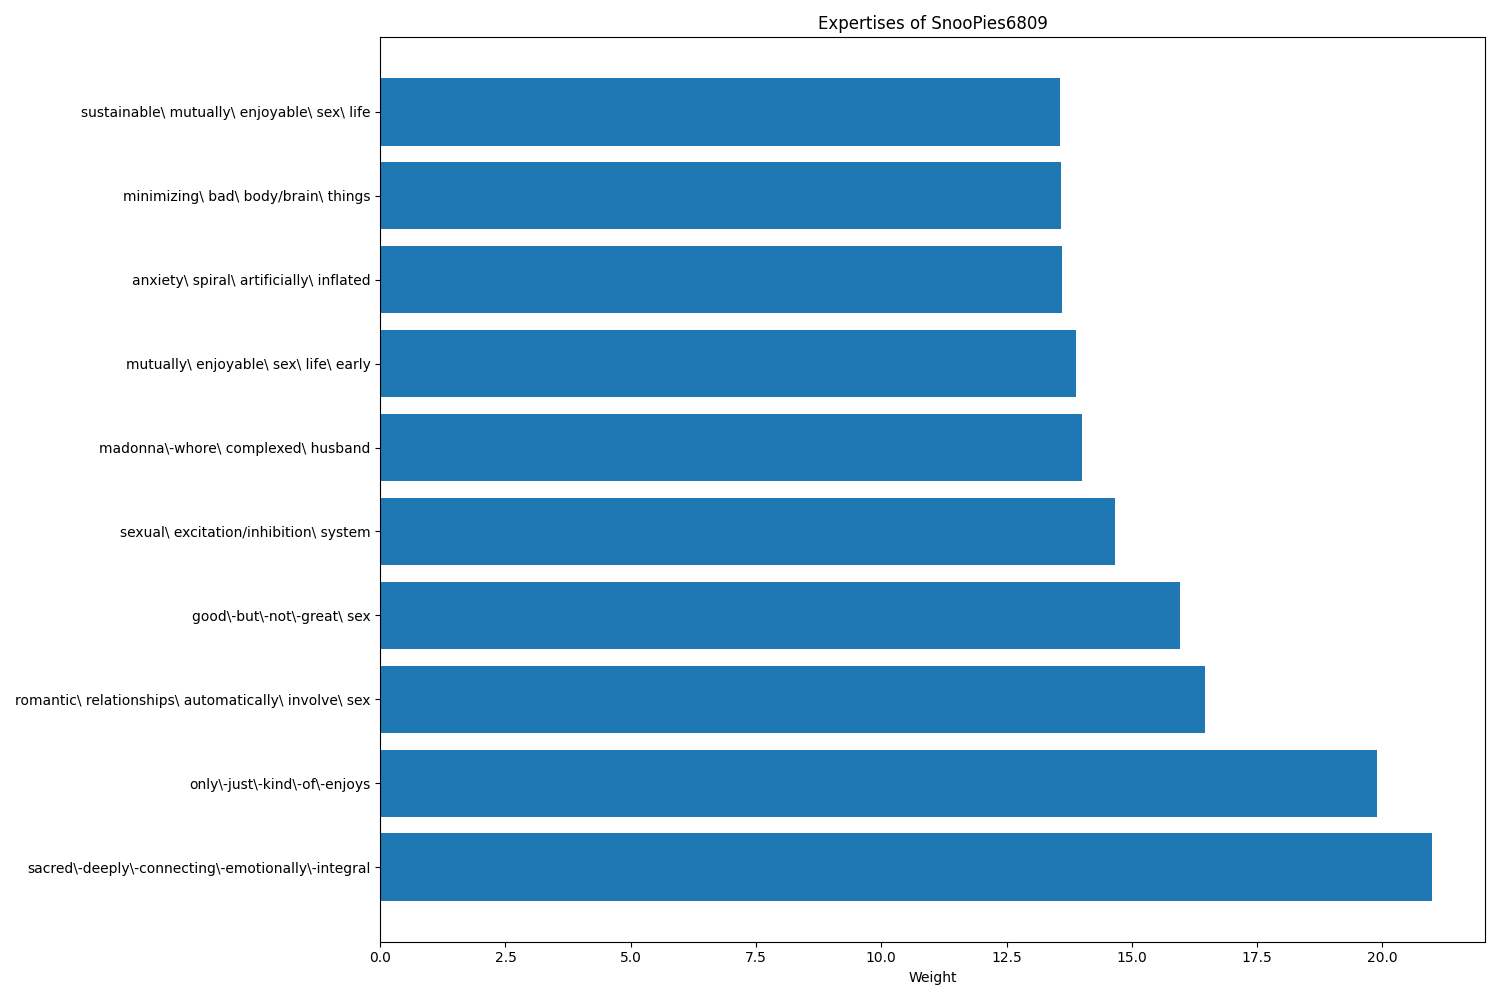 Expertises of SnooPies6809
sustainable\ mutually\ enjoyable\ sex\ life
minimizing\ bad\ body/brain\ things
anxiety\ spiral\ artificially\ inflated
mutually\ enjoyable\ sex\ life\ early
madonna\-whore\ complexed\ husband
sexual\ excitation/inhibition\ system
good\-but\-not\-great\ sex
romantic\ relationships\ automatically\ involve\ sex
only\-just\-kind\-of\-enjoys
sacred\-deeply\-connecting\-emotionally\-integral
0.0 2.5 5.0 7.5 10.0 12.5 15.0 17.5 20.0
Weight